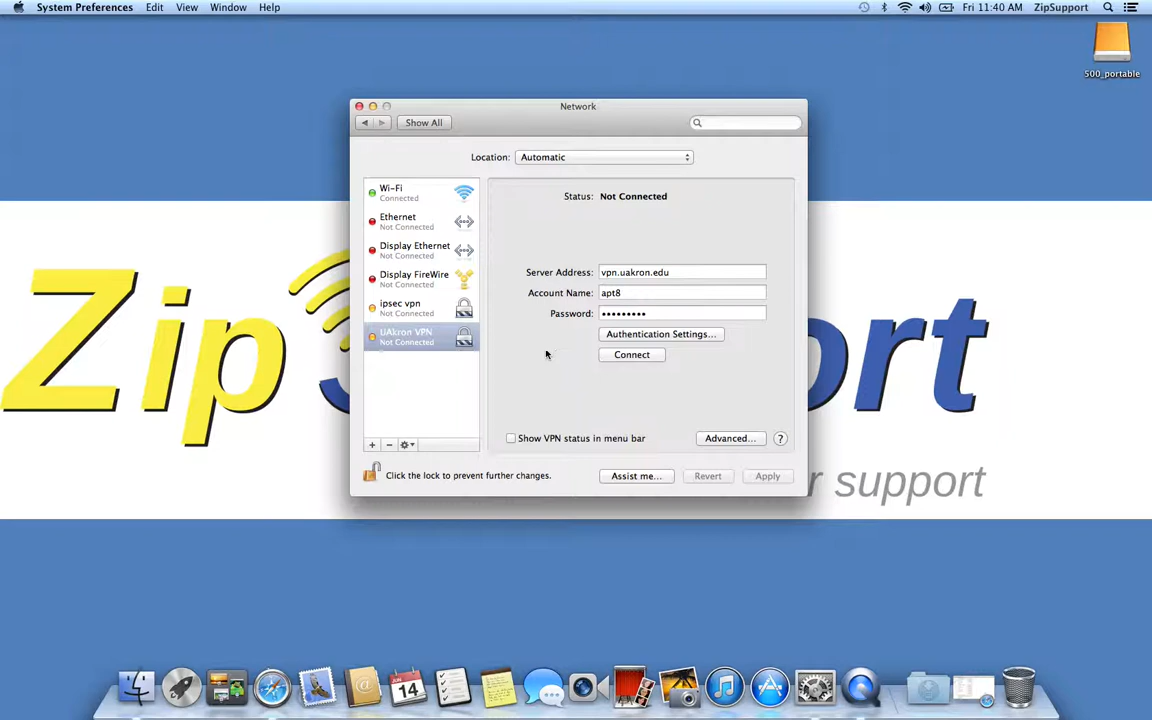 System Preferences Edit View Window Help Fri 11:40 AM ZipSupport
500_portable
Network
Show All
Location: Automatic
Wi-Fi
Connected
Ethernet
Not Connected
Display Ethernet
Not Connected
Display FireWire
Not Connected
ipsec vpn
Not Connected
UAkron VPN
Not Connected
Status: Not Connected
Server Address: vpn.uakron.edu
Account Name: apt8
Password: •••••••••
Authentication Settings...
Connect
Show VPN status in menu bar
Advanced... ?
+ −
Click the lock to prevent further changes.
Assist me... Revert Apply
Zip
ort
r support
JUN
14